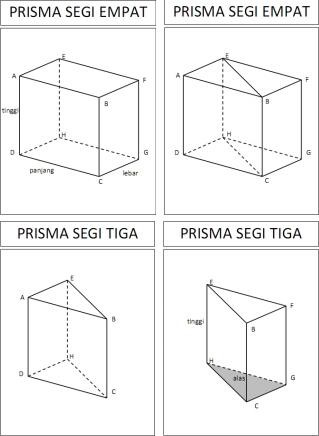 PRISMA SEGI EMPAT
E
A
F
B
tinggi
H
D
G
panjang
lebar
C
PRISMA SEGI EMPAT
E
A
F
B
H
D
G
C
PRISMA SEGI TIGA
E
A
B
H
D
C
PRISMA SEGI TIGA
E
F
tinggi
B
H
alas
G
C